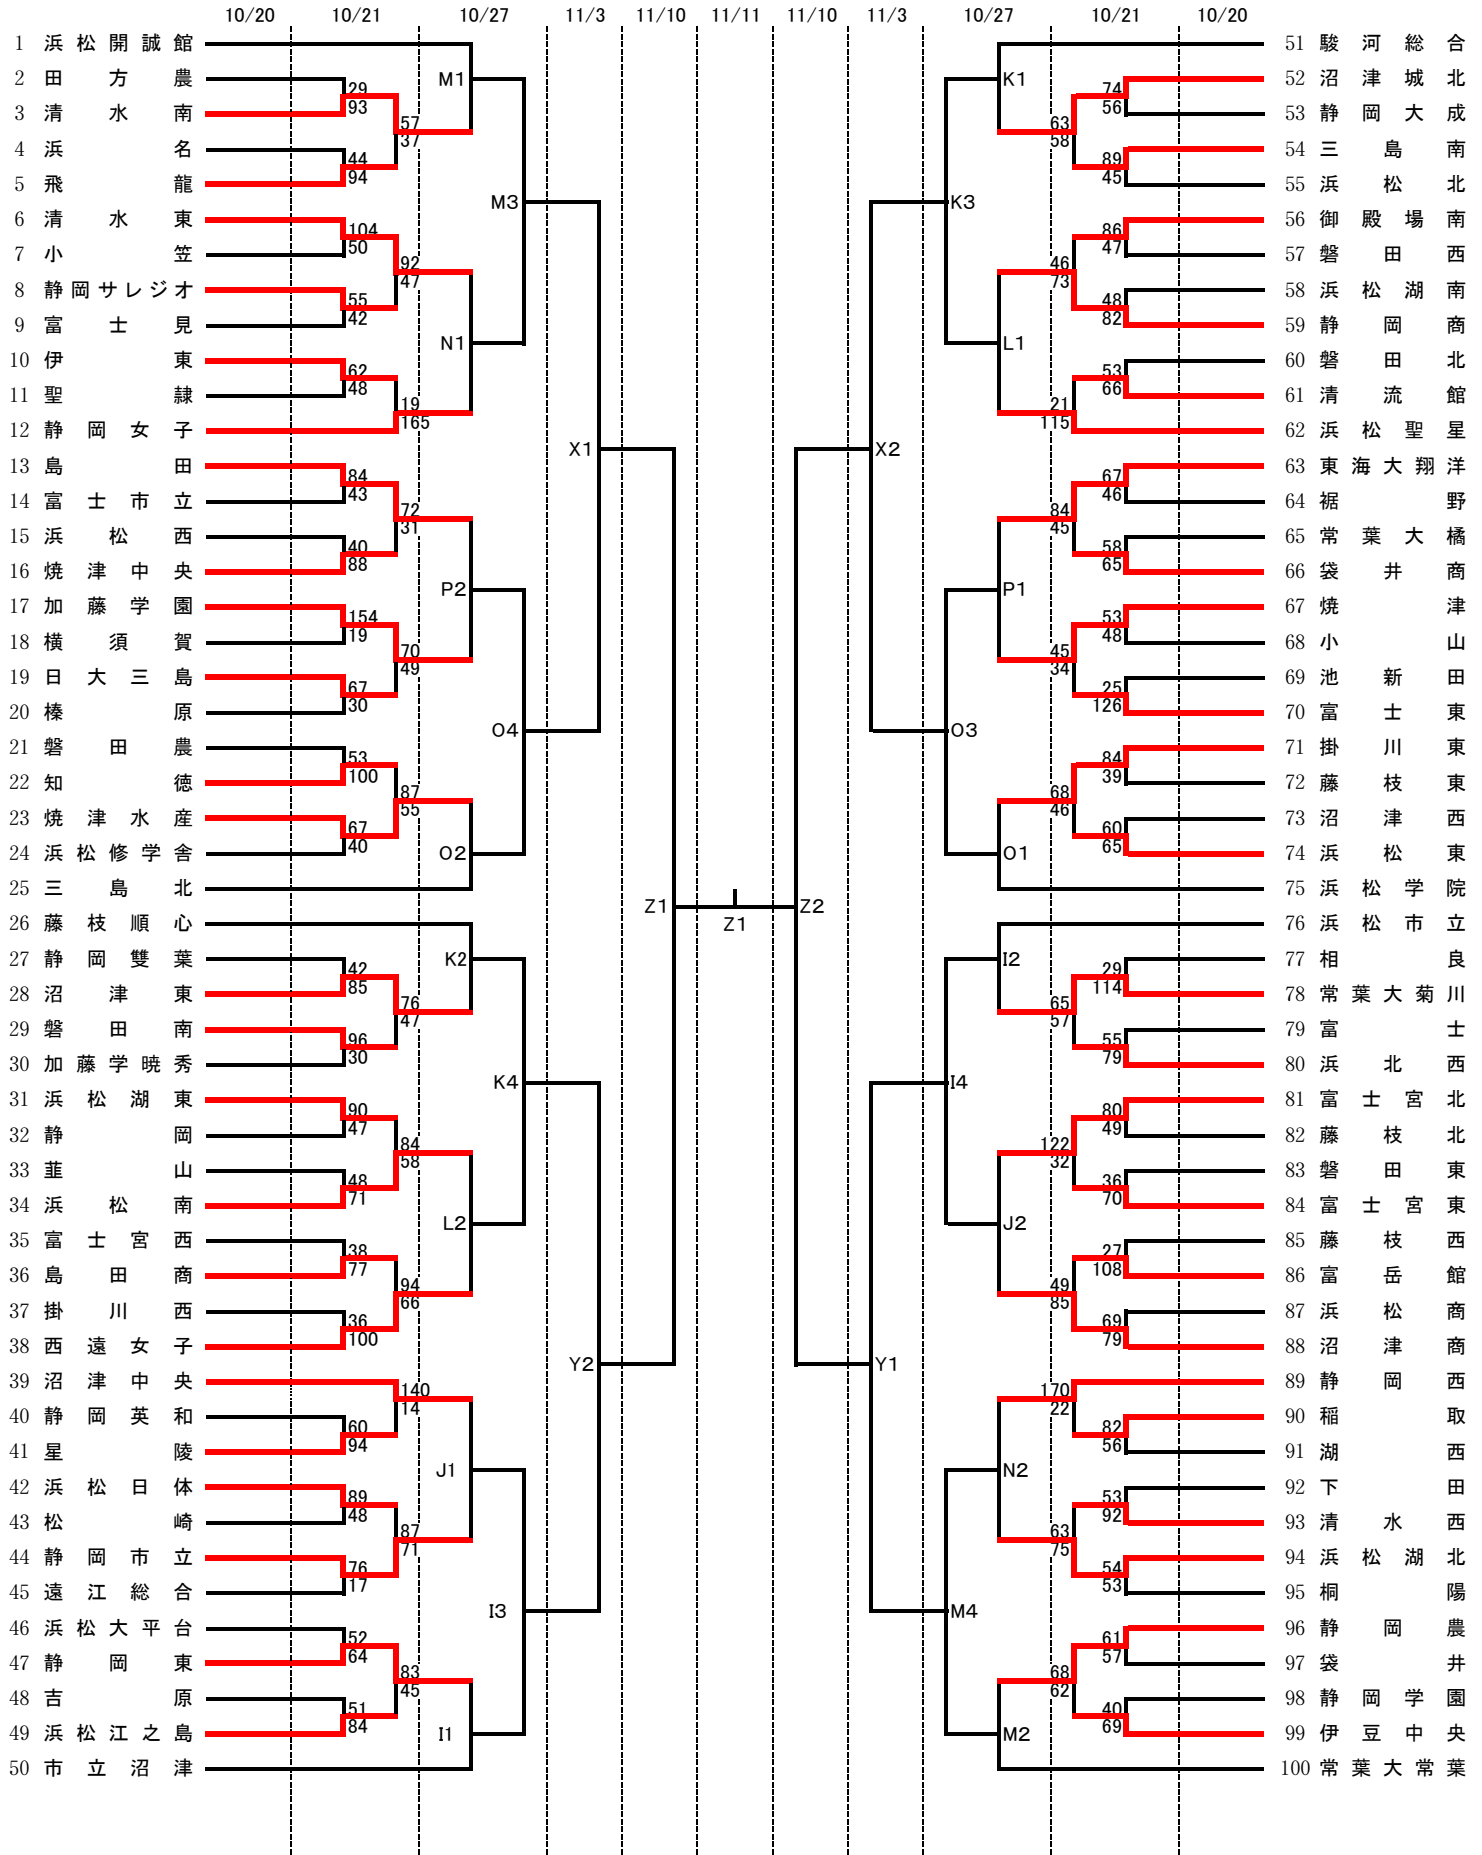 10/20 10/21 10/27 11/3 11/10 11/11 11/10 11/3 10/27 10/21 10/20
1 浜松開誠館
2 田方農
29
3 清水南
93
57
37
4 浜名
44
5 飛龍
94
M1
6 清水東
104
7 小笠
50
92
47
8 静岡サレジオ
55
9 富士見
42
N1
10 伊東
62
11 聖隷
48
19
165
12 静岡女子
M3
13 島田
84
14 富士市立
43
72
31
15 浜松西
40
16 焼津中央
88
P2
17 加藤学園
154
18 横須賀
19
70
49
19 日大三島
67
20 榛原
30
O4
21 磐田農
53
22 知徳
100
87
55
23 焼津水産
67
24 浜松修学舎
40
O2
25 三島北
X1
26 藤枝順心
27 静岡雙葉
42
28 沼津東
85
76
47
29 磐田南
96
30 加藤学暁秀
30
K2
31 浜松湖東
90
32 静岡
47
84
58
33 韮山
48
34 浜松南
71
L2
35 富士宮西
38
36 島田商
77
94
66
37 掛川西
36
38 西遠女子
100
K4
39 沼津中央
140
14
40 静岡英和
60
41 星陵
94
J1
42 浜松日体
89
43 松崎
48
87
71
44 静岡市立
76
45 遠江総合
17
I3
46 浜松大平台
52
47 静岡東
64
83
45
48 吉原
51
49 浜松江之島
84
I1
50 市立沼津
Y2
Z1
Z1
Z2
51 駿河総合
K1
52 沼津城北
74
53 静岡大成
56
63
58
54 三島南
89
55 浜松北
45
K3
56 御殿場南
86
57 磐田西
47
46
73
58 浜松湖南
48
59 静岡商
82
L1
60 磐田北
53
61 清流館
66
21
115
62 浜松聖星
X2
63 東海大翔洋
67
64 裾野
46
84
45
65 常葉大橘
58
66 袋井商
65
P1
67 焼津
53
68 小山
48
45
34
69 池新田
25
70 富士東
126
O3
71 掛川東
84
72 藤枝東
39
68
46
73 沼津西
60
74 浜松東
65
O1
75 浜松学院
76 浜松市立
I2
77 相良
29
78 常葉大菊川
114
65
57
79 富士
55
80 浜北西
79
I4
81 富士宮北
80
82 藤枝北
49
122
32
83 磐田東
36
84 富士宮東
70
J2
85 藤枝西
27
86 富岳館
108
49
85
87 浜松商
69
88 沼津商
79
Y1
89 静岡西
170
22
90 稲取
82
91 湖西
56
N2
92 下田
53
93 清水西
92
63
75
94 浜松湖北
54
95 桐陽
53
M4
96 静岡農
61
97 袋井
57
68
62
98 静岡学園
40
99 伊豆中央
69
M2
100 常葉大常葉